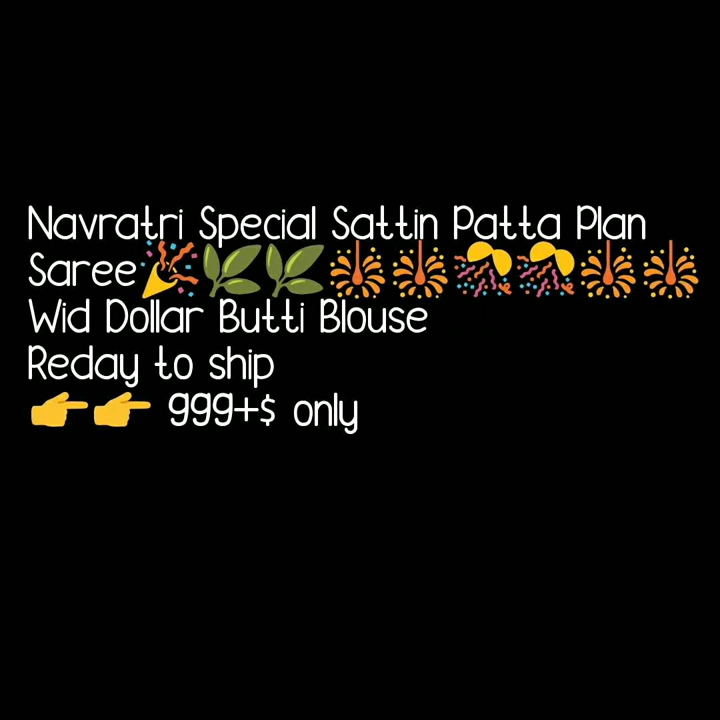 Navratri Special Sattin Patta Plan
Saree🎉🌿🌿🎇🎇🎊🎊🎇🎇
Wid Dollar Butti Blouse
Reday to ship
👉👉 999+$ only